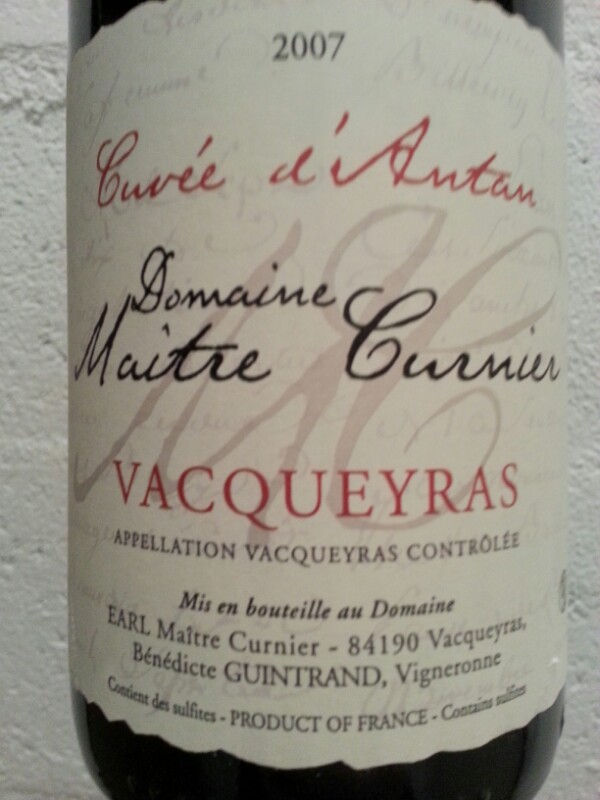 2007
Cuvée d'Antan
Domaine
Maître Curnier
VACQUEYRAS
APPELLATION VACQUEYRAS CONTRÔLÉE
Mis en bouteille au Domaine
EARL Maître Curnier - 84190 Vacqueyras,
Bénédicte GUINTRAND, Vigneronne
Contient des sulfites - PRODUCT OF FRANCE - Contains sulfites